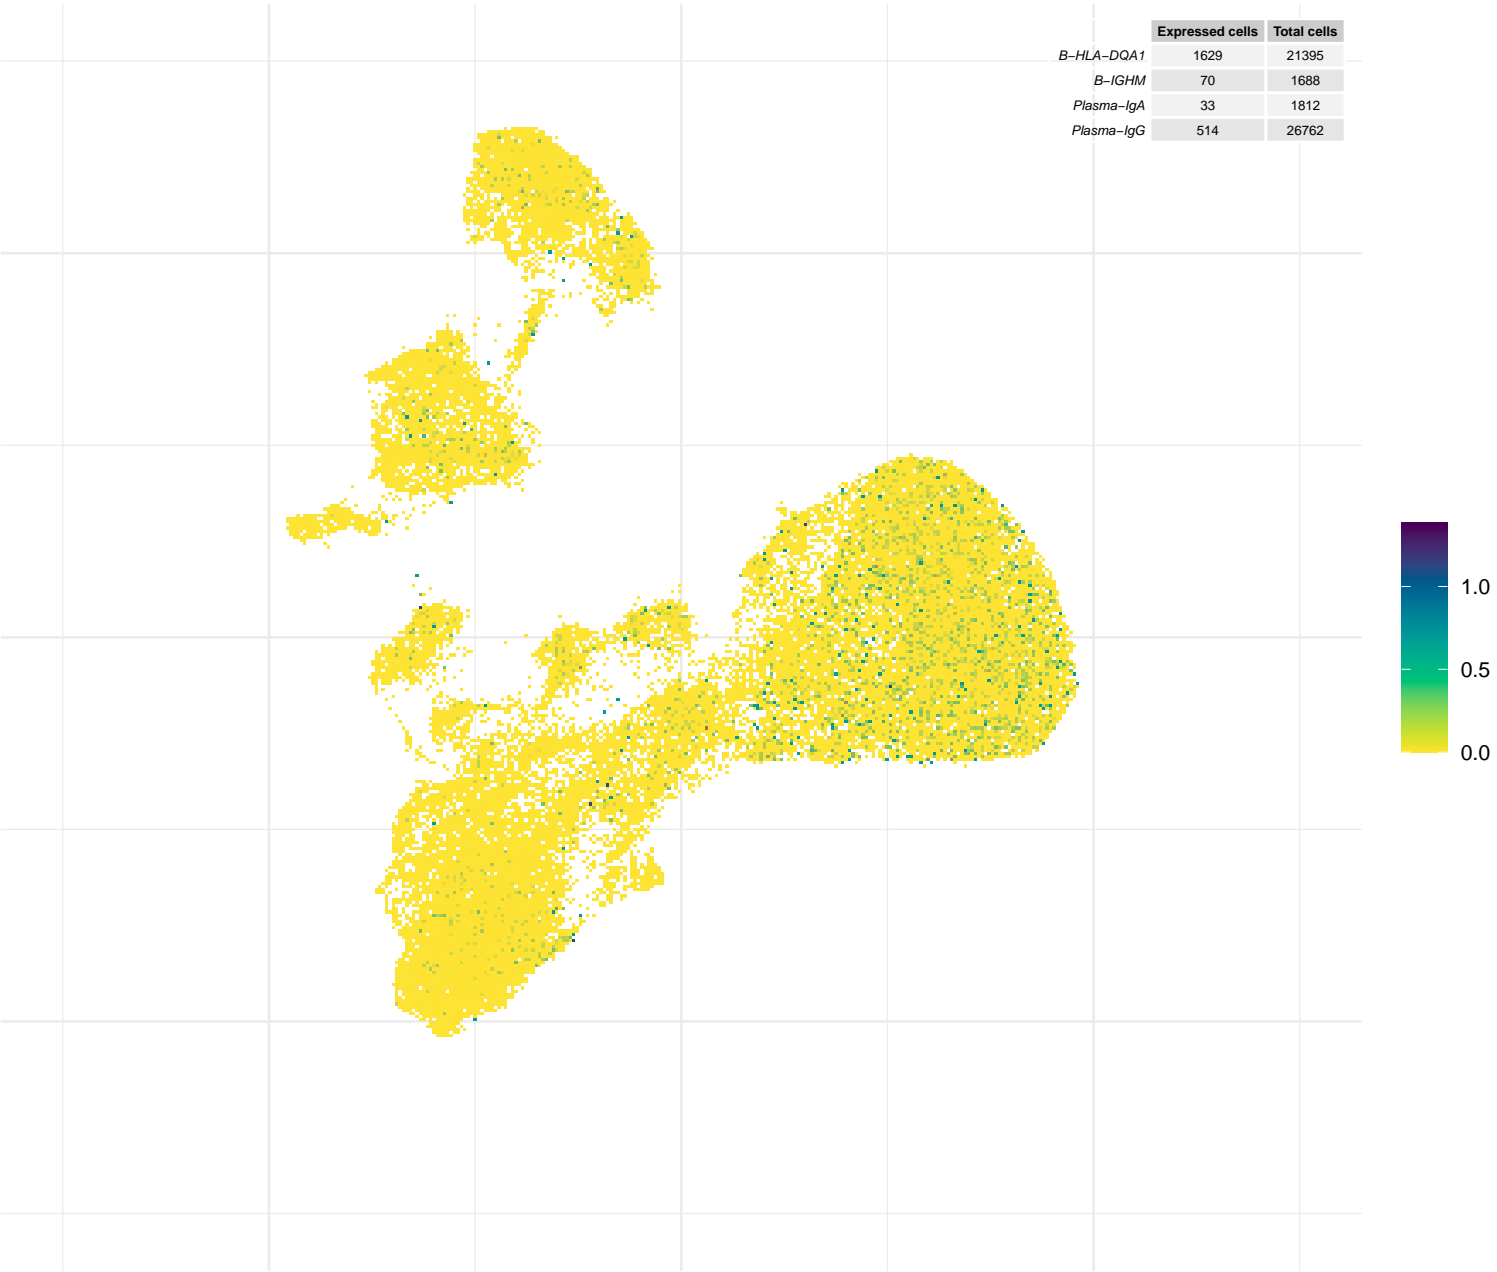 Expressed cells Total cells
B−HLA−DQA1 1629 21395
B−IGHM 70 1688
Plasma−IgA 33 1812
Plasma−IgG 514 26762
1.0
0.5
0.0